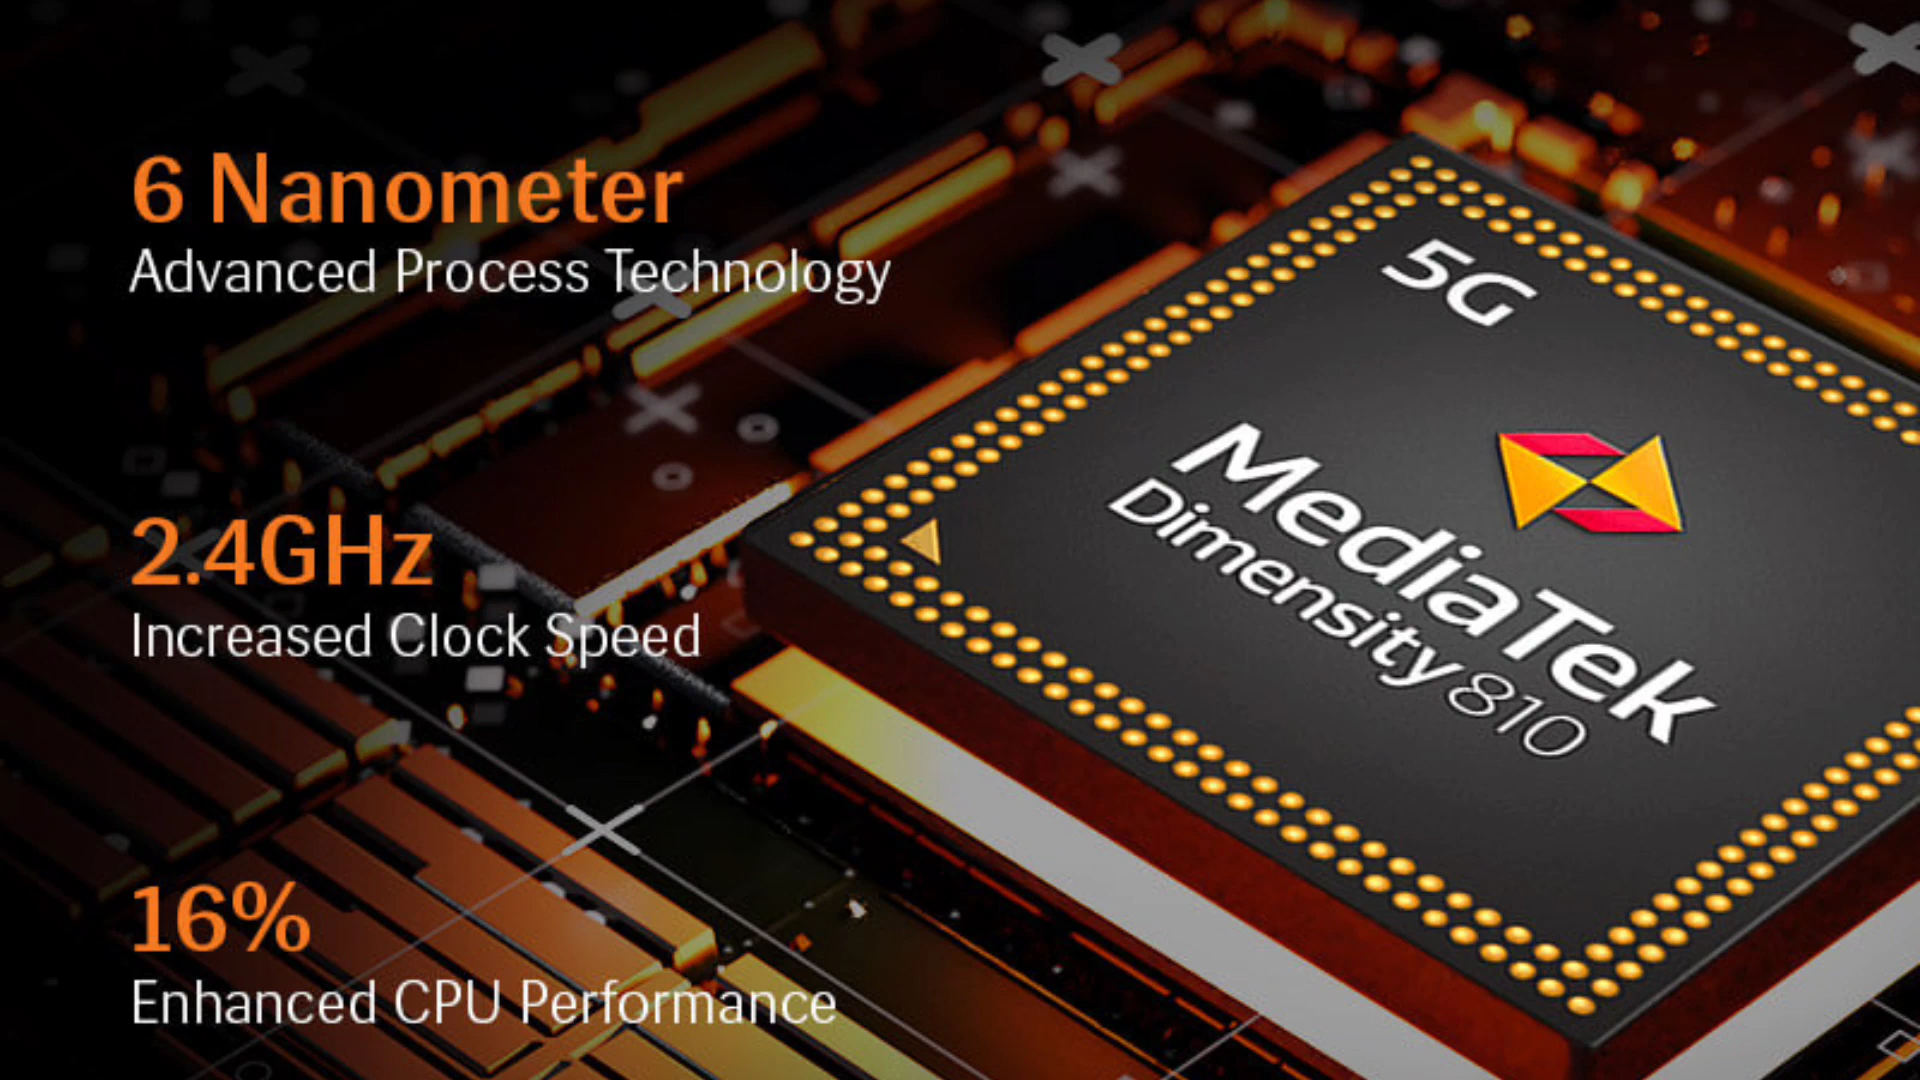 6 Nanometer
Advanced Process Technology
2.4GHz
Increased Clock Speed
16%
Enhanced CPU Performance
5G
MediaTek
Dimensity 810